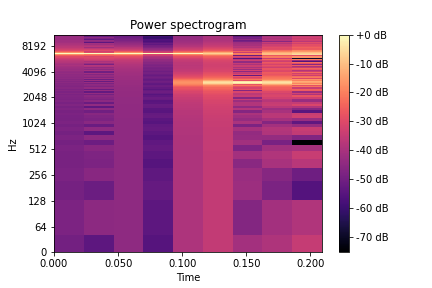 Power spectrogram
8192
4096
2048
1024
512
256
128
64
0
Hz
0.000 0.050 0.100 0.150 0.200
Time
+0 dB
-10 dB
-20 dB
-30 dB
-40 dB
-50 dB
-60 dB
-70 dB